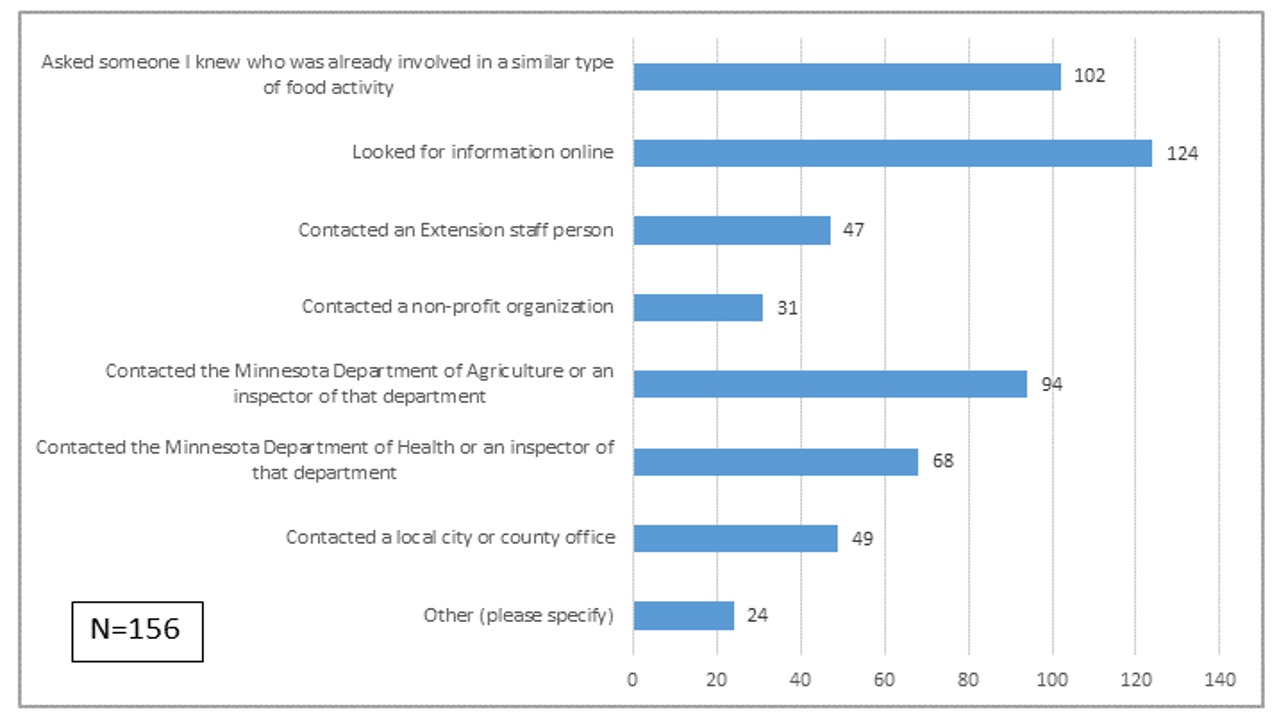 Asked someone I knew who was already involved in a similar type
of food activity
102
Looked for information online
124
Contacted an Extension staff person
47
Contacted a non-profit organization
31
Contacted the Minnesota Department of Agriculture or an
inspector of that department
94
Contacted the Minnesota Department of Health or an inspector of
that department
68
Contacted a local city or county office
49
Other (please specify)
24
N=156
0 20 40 60 80 100 120 140